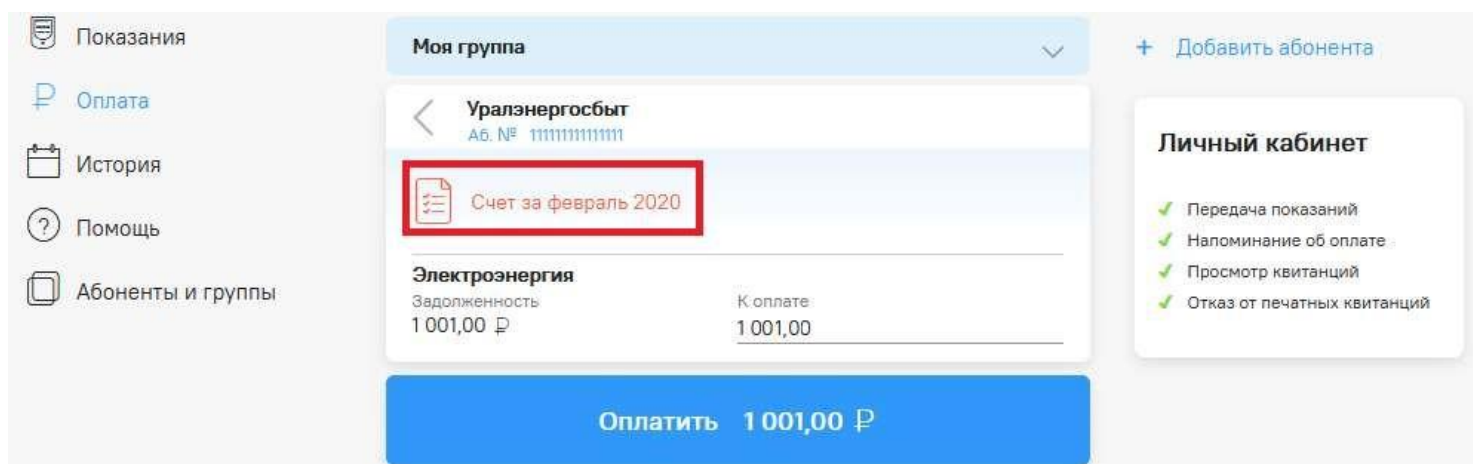 Показания
Оплата
История
Помощь
Абоненты и группы
Моя группа
Уралэнергосбыт
Аб. № 11111111111111
Счет за февраль 2020
Электроэнергия
Задолженность
1 001,00 ₽
К оплате
1 001,00
Оплатить 1 001,00 ₽
+ Добавить абонента
Личный кабинет
Передача показаний
Напоминание об оплате
Просмотр квитанций
Отказ от печатных квитанций